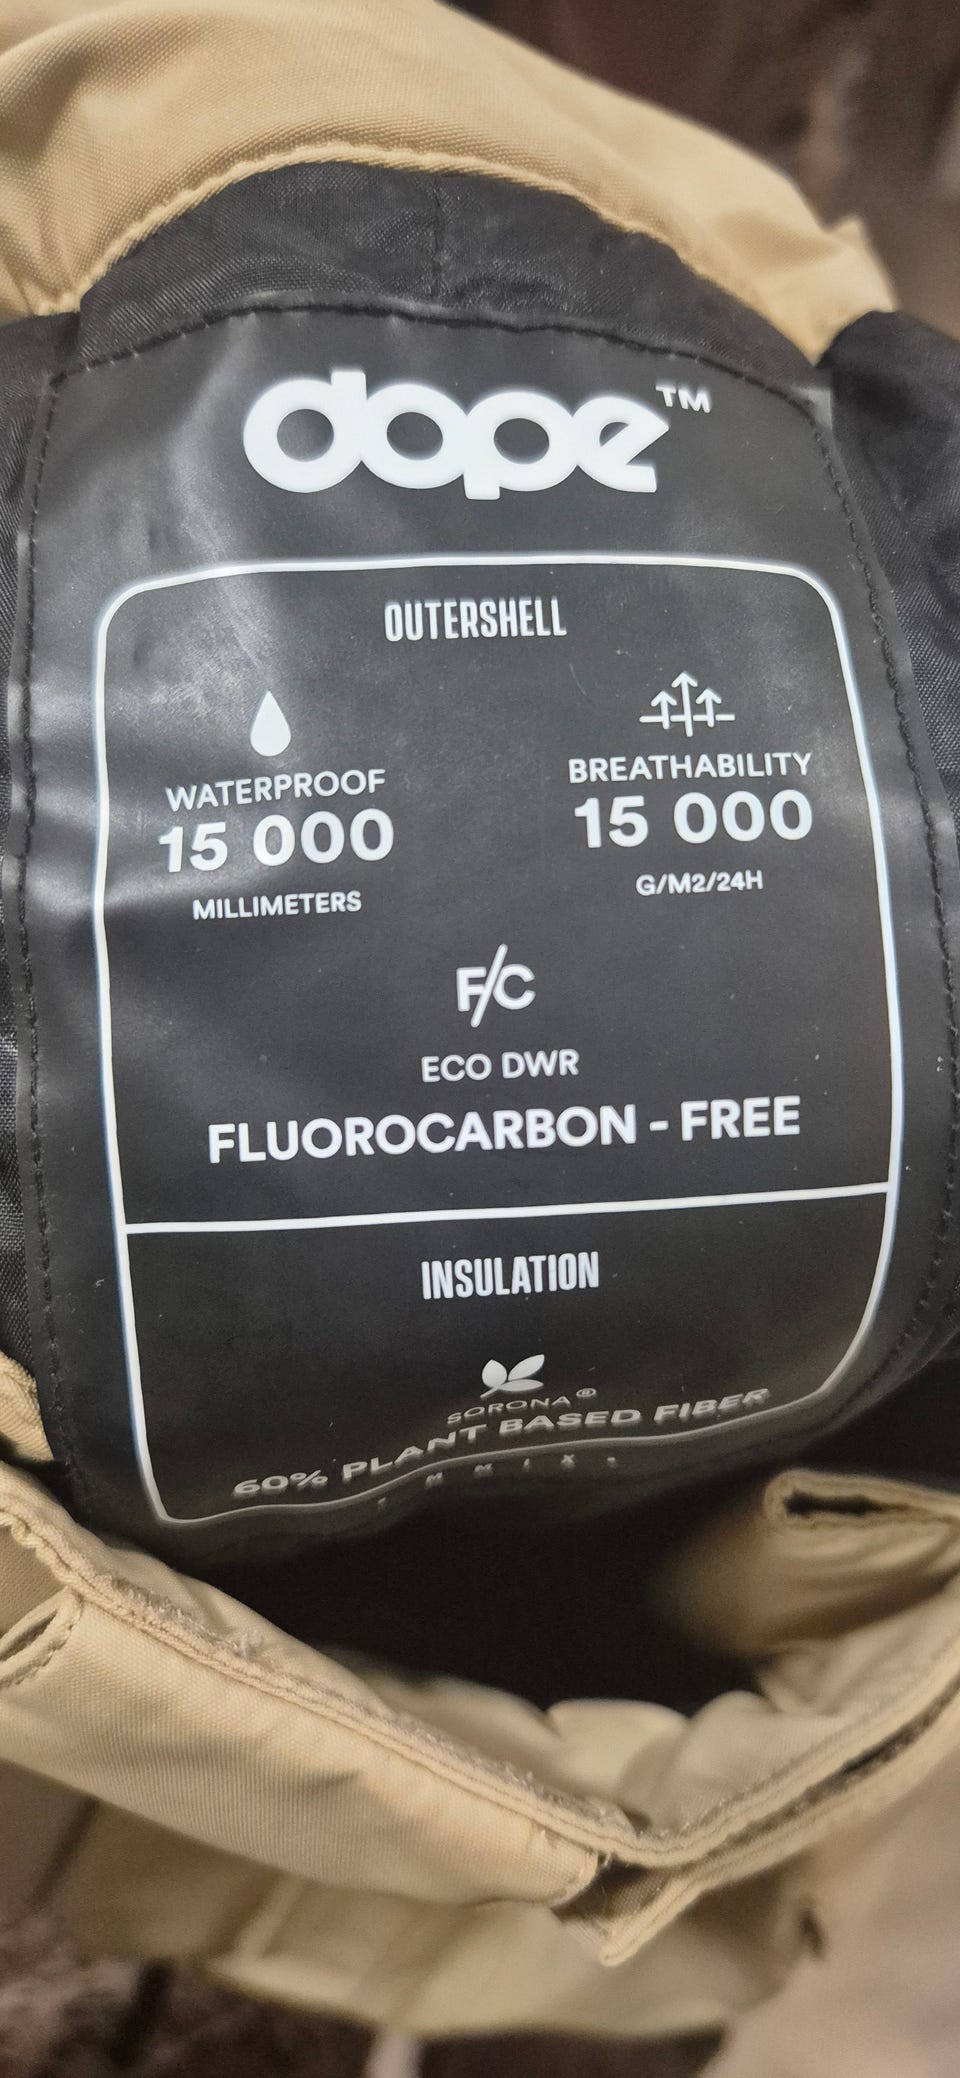 dope™
OUTERSHELL
WATERPROOF
15 000
MILLIMETERS
BREATHABILITY
15 000
G/M2/24H
F/C
ECO DWR
FLUOROCARBON - FREE
INSULATION
SORONA®
60% PLANT BASED FIBER